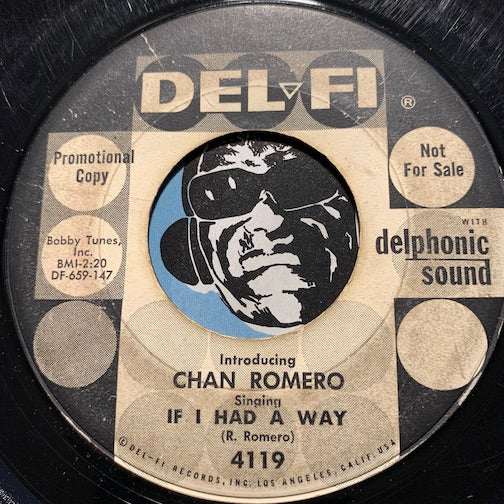 DEL-FI ®
Promotional
Copy
Not
For Sale
Bobby Tunes,
Inc.
BMI-2:20
DF-659-147
WITH
delphonic
sound
Introducing
CHAN ROMERO
Singing
IF I HAD A WAY
(R. Romero)
4119
© DEL-FI RECORDS, INC. LOS ANGELES, CALIF. USA